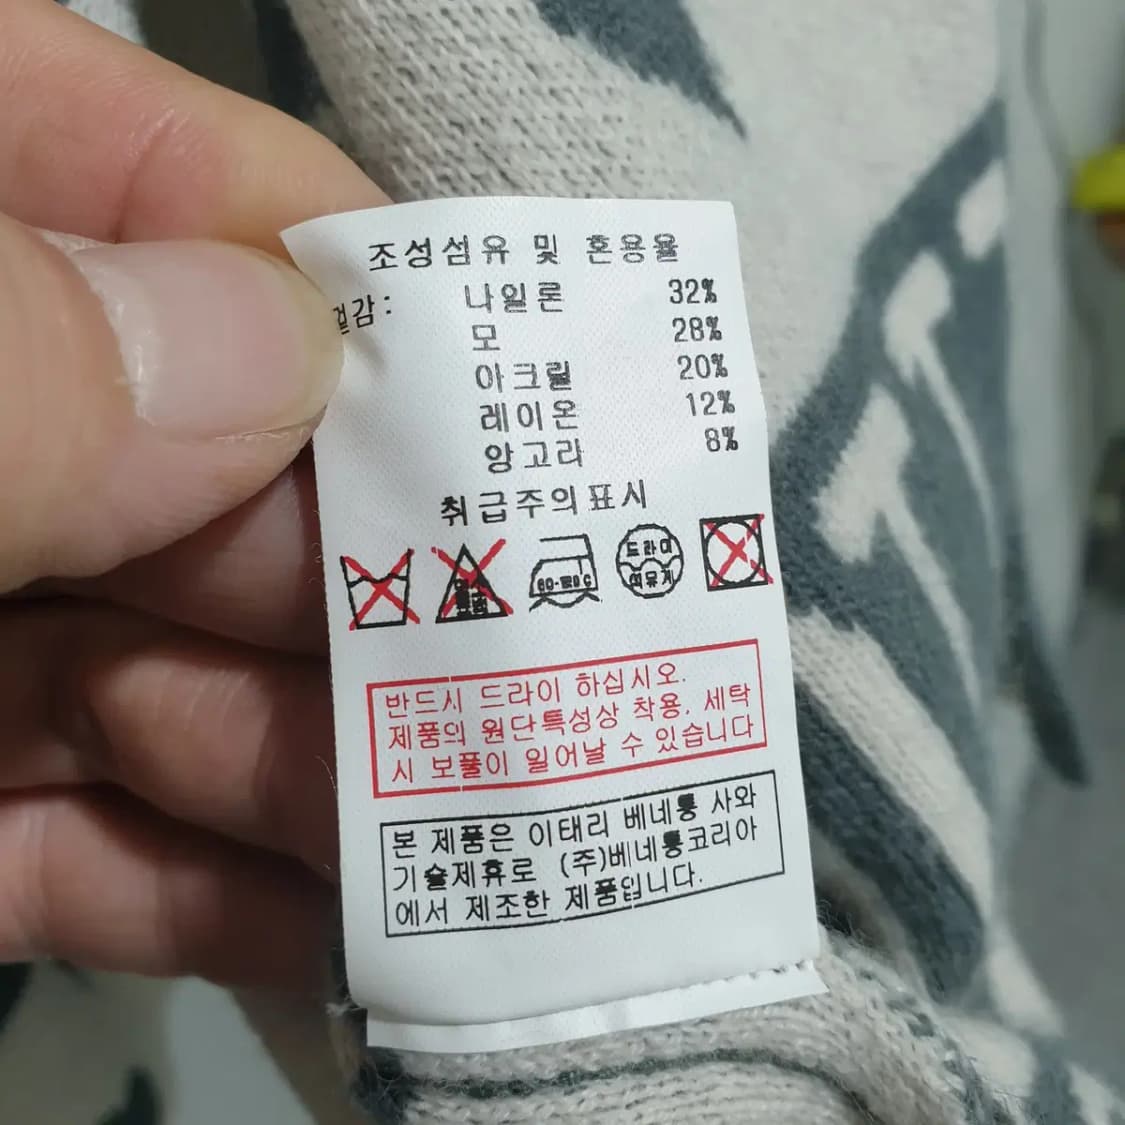 조성섬유 및 혼용율
겉감: 나일론 32%
모 28%
아크릴 20%
레이온 12%
앙고라 8%
취급주의표시
드라이
석유계
반드시 드라이 하십시오.
제품의 원단특성상 착용, 세탁
시 보풀이 일어날 수 있습니다
본 제품은 이태리 베네통 사와
기술제휴로 (주)베네통코리아
에서 제조한 제품입니다.